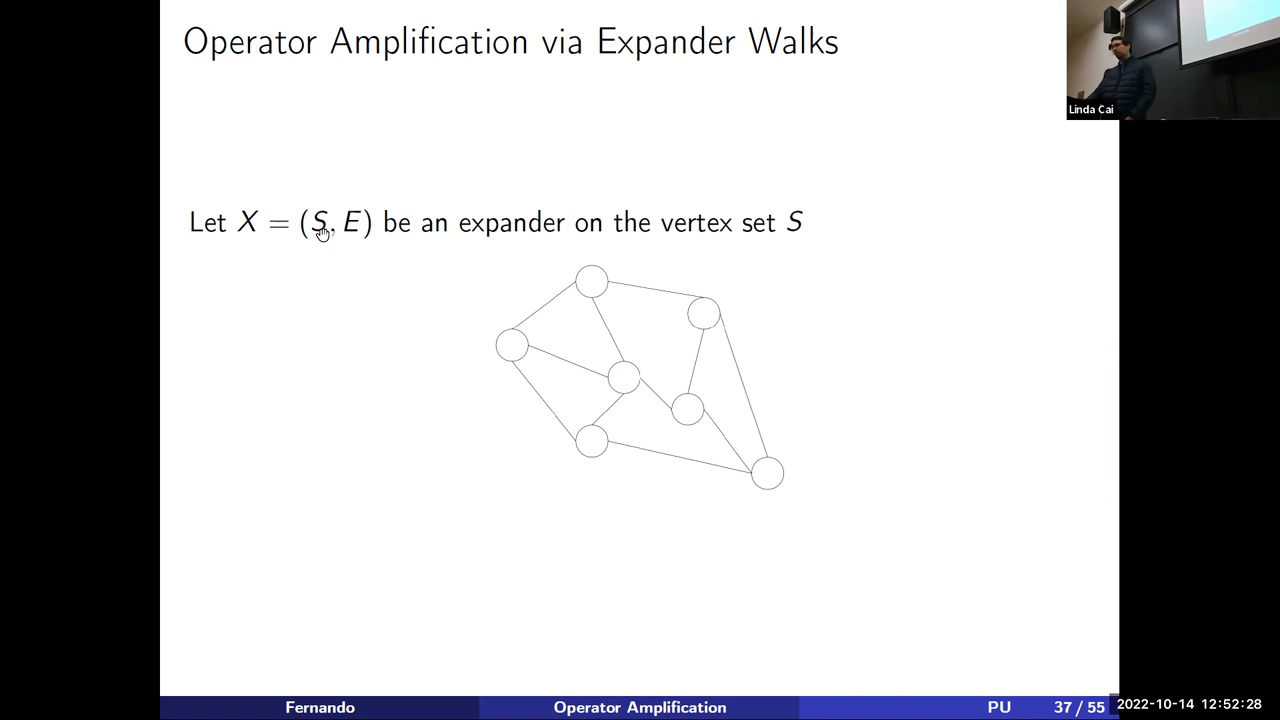 Operator Amplification via Expander Walks
Linda Cai
Let X = (S, E) be an expander on the vertex set S
Fernando Operator Amplification PU 37 / 55
2022-10-14 12:52:28